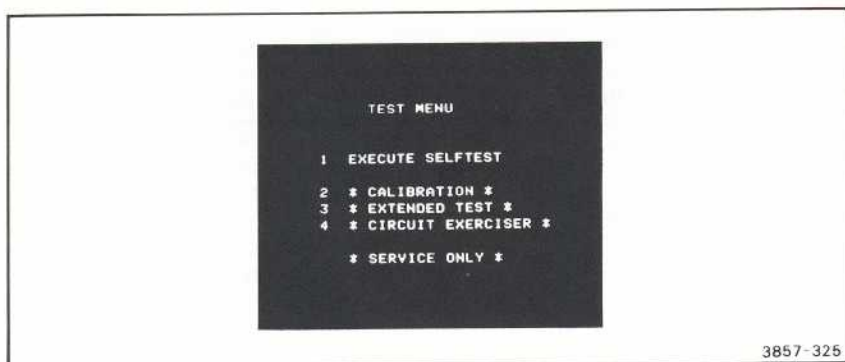 TEST MENU
1 EXECUTE SELFTEST
2 * CALIBRATION *
3 * EXTENDED TEST *
4 * CIRCUIT EXERCISER *
* SERVICE ONLY *
3857-325